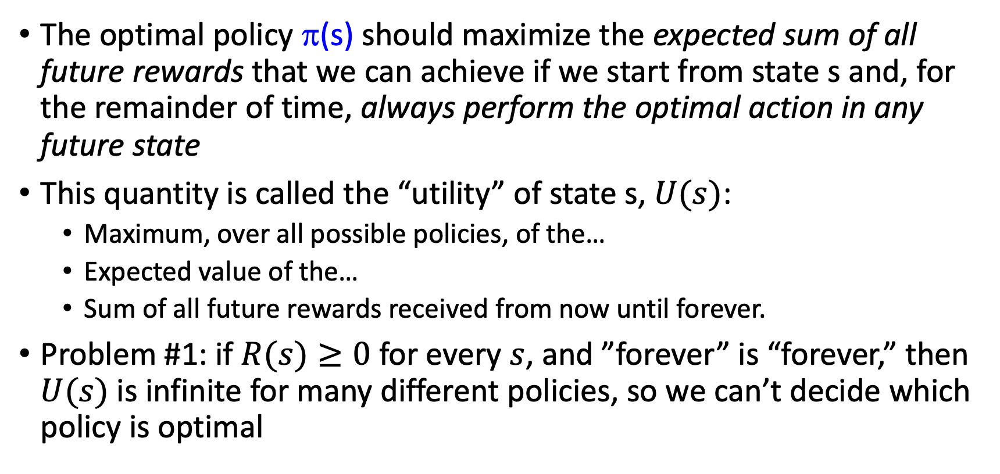 • The optimal policy π(s) should maximize the expected sum of all
future rewards that we can achieve if we start from state s and, for
the remainder of time, always perform the optimal action in any
future state
• This quantity is called the “utility” of state s, U(s):
• Maximum, over all possible policies, of the…
• Expected value of the…
• Sum of all future rewards received from now until forever.
• Problem #1: if R(s) ≥ 0 for every s, and ”forever” is “forever,” then
U(s) is infinite for many different policies, so we can’t decide which
policy is optimal